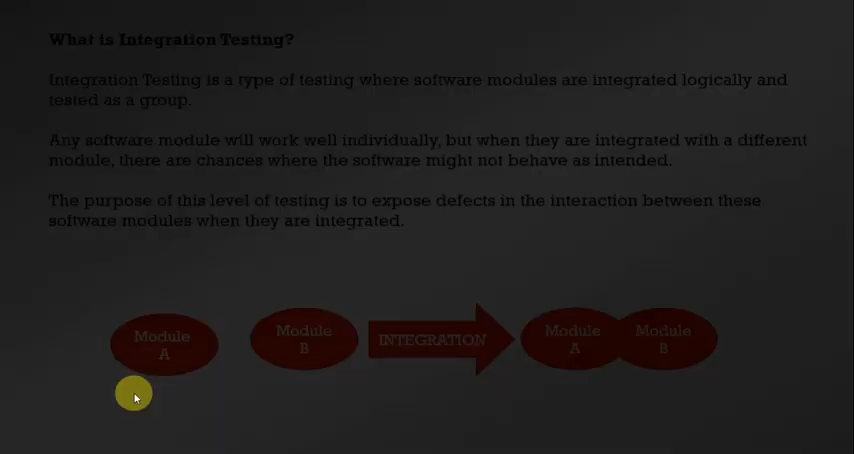 What is Integration Testing?
Integration Testing is a type of testing where software modules are integrated logically and
tested as a group.
Any software module will work well individually, but when they are integrated with a different
module, there are chances where the software might not behave as intended.
The purpose of this level of testing is to expose defects in the interaction between these
software modules when they are integrated.
Module
A
Module
B
INTEGRATION
Module
A
Module
B